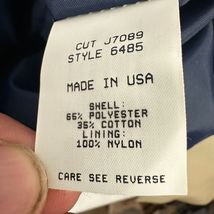 CUT J7089
STYLE 6485
MADE IN USA
SHELL:
65% POLYESTER
35% COTTON
LINING:
100% NYLON
CARE SEE REVERSE